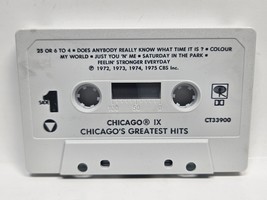 25 OR 6 TO 4 • DOES ANYBODY REALLY KNOW WHAT TIME IT IS ? • COLOUR
MY WORLD • JUST YOU 'N' ME • SATURDAY IN THE PARK •
FEELIN' STRONGER EVERYDAY
℗ 1972, 1973, 1974, 1975 CBS Inc.
SIDE 1
CHICAGO® IX
CHICAGO'S GREATEST HITS
CT33900